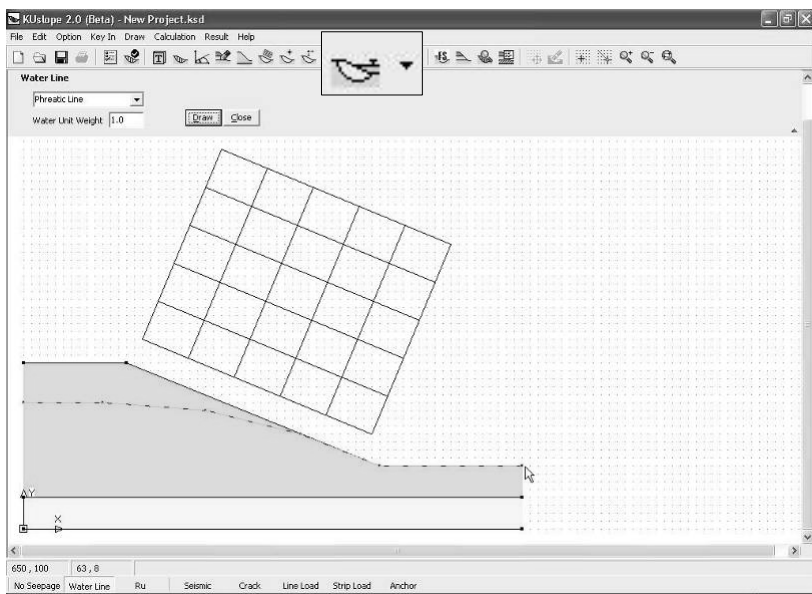 KUslope 2.0 (Beta) - New Project.ksd
File Edit Option Key In Draw Calculation Result Help
Water Line
Phreatic Line
Water Unit Weight 1.0 Draw Close
Y
X
650 , 100 63 , 8
No Seepage Water Line Ru Seismic Crack Line Load Strip Load Anchor